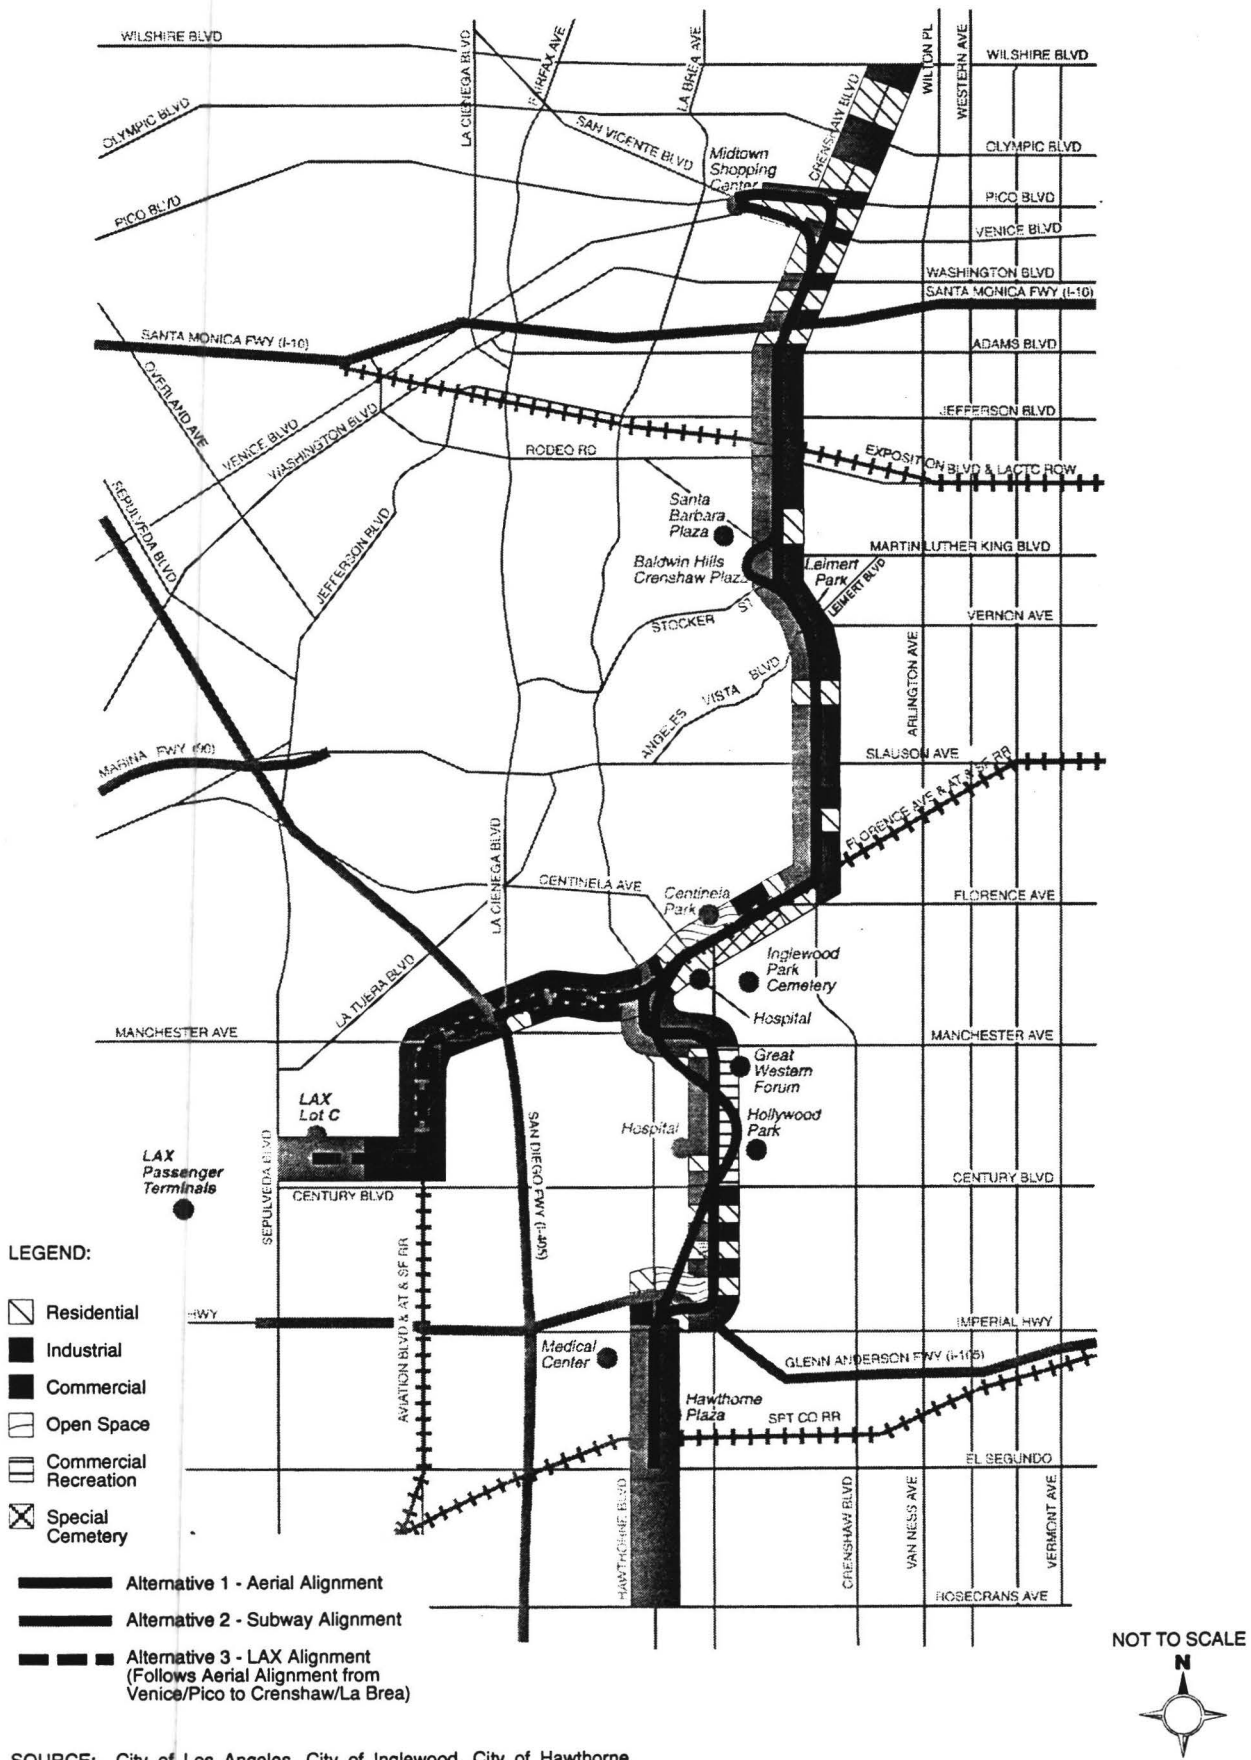 WILSHIRE BLVD
LA CIENEGA BLVD
FAIRFAX AVE
LA BREA AVE
CRENSHAW BLVD
WILTON PL
WESTERN AVE
WILSHIRE BLVD
OLYMPIC BLVD
SAN VICENTE BLVD
Midtown
Shopping
Center
OLYMPIC BLVD
PICO BLVD
PICO BLVD
VENICE BLVD
WASHINGTON BLVD
SANTA MONICA FWY (I-10)
SANTA MONICA FWY (I-10)
ADAMS BLVD
OVERLAND AVE
VENICE BLVD
WASHINGTON BLVD
JEFFERSON BLVD
RODEO RD
EXPOSITION BLVD & LACTC ROW
SEPULVEDA BLVD
JEFFERSON BLVD
Santa
Barbara
Plaza
MARTIN LUTHER KING BLVD
Baldwin Hills
Crenshaw Plaza
Leimert
Park
LEIMERT BLVD
STOCKER ST
VERNON AVE
ANGELES VISTA BLVD
ARLINGTON AVE
MARINA FWY (90)
SLAUSON AVE
FLORENCE AVE & AT & SF RR
LA CIENEGA BLVD
CENTINELA AVE
Centinela
Park
FLORENCE AVE
LA TIJERA BLVD
Inglewood
Park
Cemetery
Hospital
MANCHESTER AVE
MANCHESTER AVE
Great
Western
Forum
LAX
Lot C
Hospital
Hollywood
Park
LAX
Passenger
Terminals
SEPULVEDA BLVD
CENTURY BLVD
SAN DIEGO FWY (I-405)
CENTURY BLVD
AVIATION BLVD & AT & SF RR
HWY
IMPERIAL HWY
Medical
Center
GLENN ANDERSON FWY (I-105)
Hawthorne
Plaza
SPT CO RR
EL SEGUNDO
HAWTHORNE BLVD
CRENSHAW BLVD
VAN NESS AVE
VERMONT AVE
ROSECRANS AVE
LEGEND:
Residential
Industrial
Commercial
Open Space
Commercial
Recreation
Special
Cemetery
Alternative 1 - Aerial Alignment
Alternative 2 - Subway Alignment
Alternative 3 - LAX Alignment
(Follows Aerial Alignment from
Venice/Pico to Crenshaw/La Brea)
NOT TO SCALE
N
SOURCE: City of Los Angeles, City of Inglewood, City of Hawthorne